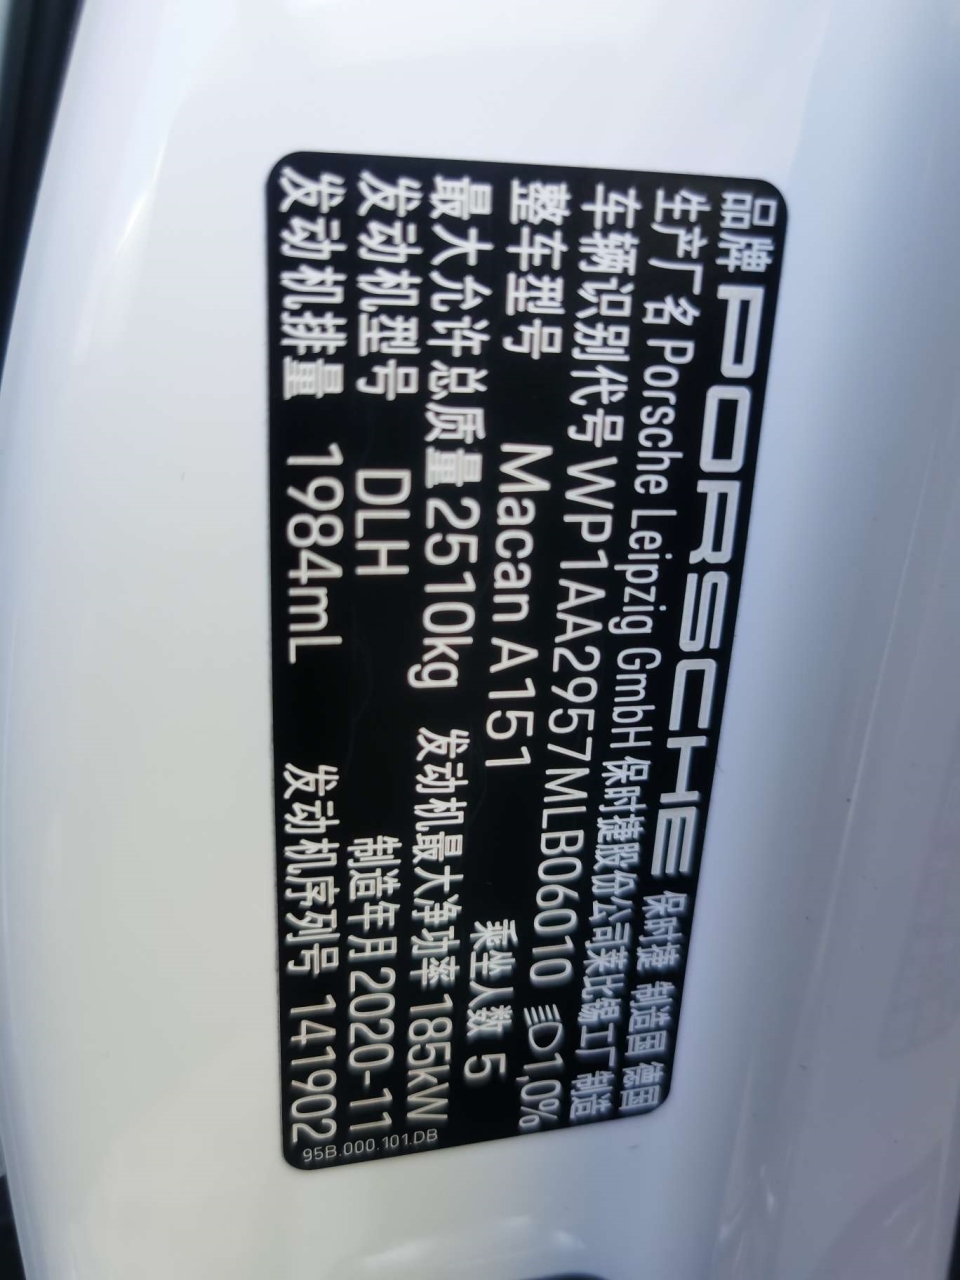 品牌 PORSCHE 保时捷 制造国 德国
生产厂名 Porsche Leipzig GmbH 保时捷股份公司莱比锡工厂 制造
车辆识别代号 WP1AA2957MLB06010 1,0%
整车型号 Macan A151 乘坐人数 5
最大允许总质量 2510kg 发动机最大净功率 185kW
发动机型号 DLH 制造年月 2020-11
发动机排量 1984mL 发动机序列号 141902
95B.000.101.DB